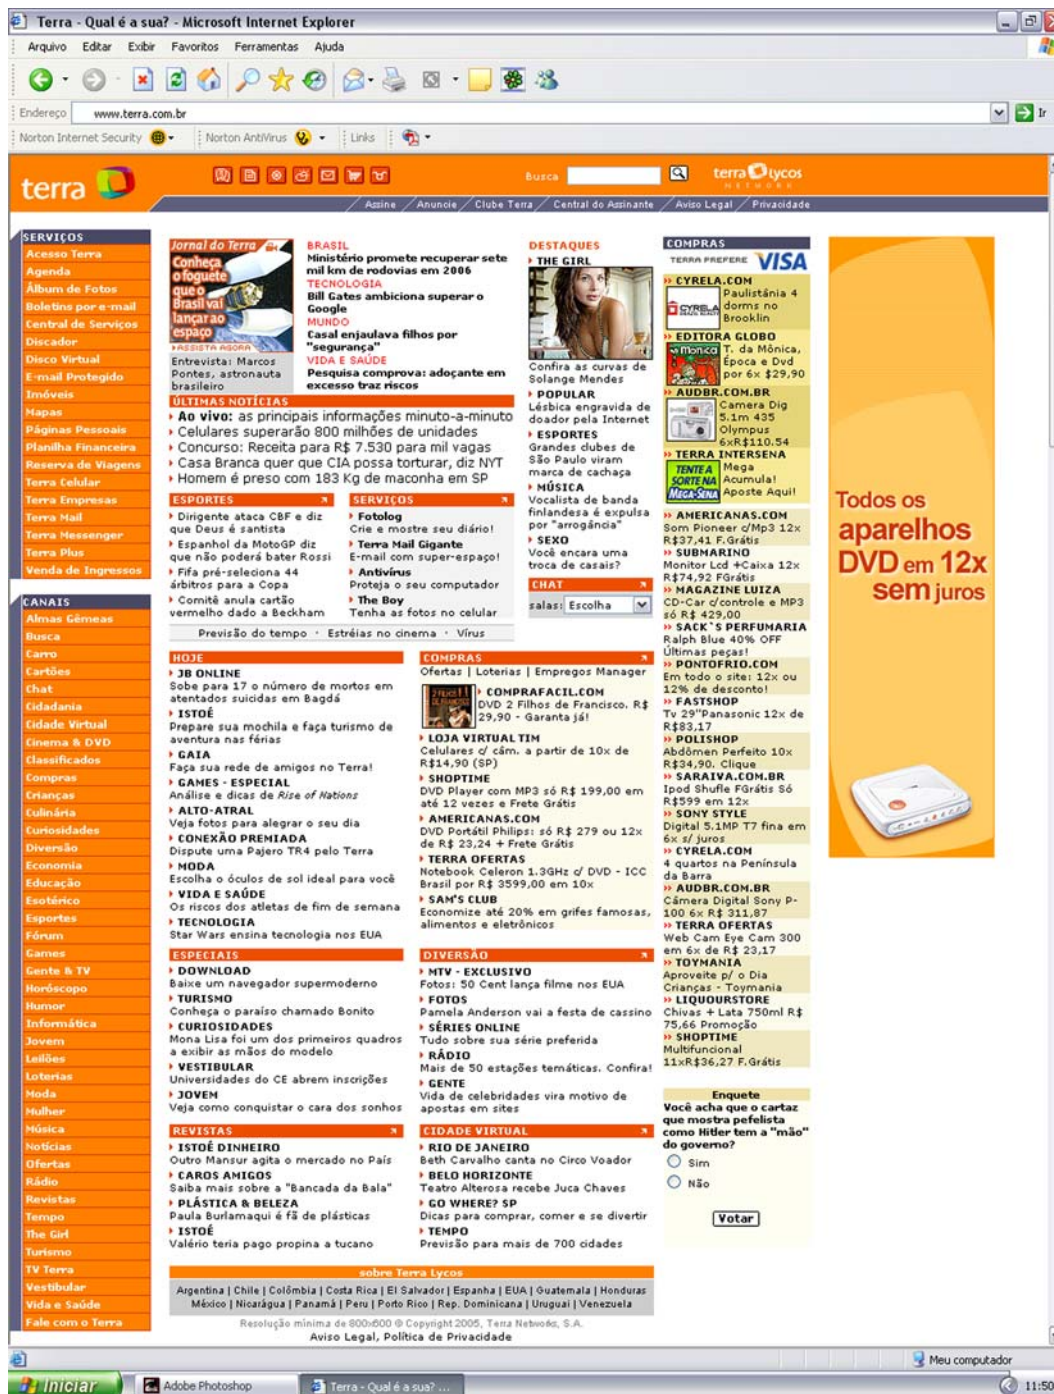 Terra - Qual é a sua? - Microsoft Internet Explorer
Arquivo Editar Exibir Favoritos Ferramentas Ajuda
Endereço www.terra.com.br Ir
Norton Internet Security Norton AntiVirus Links
terra
Busca
terra Lycos
NETWORK
Assine Anuncie Clube Terra Central do Assinante Aviso Legal Privacidade
SERVIÇOS
Acesso Terra
Agenda
Álbum de Fotos
Boletins por e-mail
Central de Serviços
Discador
Disco Virtual
E-mail Protegido
Imóveis
Mapas
Páginas Pessoais
Planilha Financeira
Reserva de Viagens
Terra Celular
Terra Empresas
Terra Mail
Terra Messenger
Terra Plus
Venda de Ingressos
CANAIS
Almas Gêmeas
Busca
Carro
Cartões
Chat
Cidadania
Cidade Virtual
Cinema & DVD
Classificados
Compras
Crianças
Culinária
Curiosidades
Diversão
Economia
Educação
Esotérico
Esportes
Fórum
Games
Gente & TV
Horóscopo
Humor
Informática
Jovem
Leilões
Loterias
Moda
Mulher
Música
Notícias
Ofertas
Rádio
Revistas
Tempo
The Girl
Turismo
TV Terra
Vestibular
Vida e Saúde
Fale com o Terra
Jornal do Terra
Conheça
o foguete
que o
Brasil vai
lançar ao
espaço
ASSISTA AGORA
Entrevista: Marcos
Pontes, astronauta
brasileiro
BRASIL
Ministério promete recuperar sete
mil km de rodovias em 2006
TECNOLOGIA
Bill Gates ambiciona superar o
Google
MUNDO
Casal enjaulava filhos por
"segurança"
VIDA E SAÚDE
Pesquisa comprova: adoçante em
excesso traz riscos
ÚLTIMAS NOTÍCIAS
Ao vivo: as principais informações minuto-a-minuto
Celulares superarão 800 milhões de unidades
Concurso: Receita para R$ 7.530 para mil vagas
Casa Branca quer que CIA possa torturar, diz NYT
Homem é preso com 183 Kg de maconha em SP
ESPORTES
Dirigente ataca CBF e diz
que Deus é santista
Espanhol da MotoGP diz
que não poderá bater Rossi
Fifa pré-seleciona 44
árbitros para a Copa
Comitê anula cartão
vermelho dado a Beckham
SERVIÇOS
Fotolog
Crie e mostre seu diário!
Terra Mail Gigante
E-mail com super-espaço!
Antivírus
Proteja o seu computador
The Boy
Tenha as fotos no celular
Previsão do tempo · Estréias no cinema · Vírus
DESTAQUES
THE GIRL
Confira as curvas de
Solange Mendes
POPULAR
Lésbica engravida de
doador pela Internet
ESPORTES
Grandes clubes de
São Paulo viram
marca de cachaça
MÚSICA
Vocalista de banda
finlandesa é expulsa
por "arrogância"
SEXO
Você encara uma
troca de casais?
CHAT
salas: Escolha
HOJE
JB ONLINE
Sobe para 17 o número de mortos em
atentados suicidas em Bagdá
ISTOÉ
Prepare sua mochila e faça turismo de
aventura nas férias
GAIA
Faça sua rede de amigos no Terra!
GAMES - ESPECIAL
Análise e dicas de Rise of Nations
ALTO-ATRAL
Veja fotos para alegrar o seu dia
CONEXÃO PREMIADA
Dispute uma Pajero TR4 pelo Terra
MODA
Escolha o óculos de sol ideal para você
VIDA E SAÚDE
Os riscos dos atletas de fim de semana
TECNOLOGIA
Star Wars ensina tecnologia nos EUA
COMPRAS
Ofertas | Loterias | Empregos Manager
2 FILHOS DE FRANCISCO
COMPRAFACIL.COM
DVD 2 Filhos de Francisco. R$
29,90 - Garanta já!
LOJA VIRTUAL TIM
Celulares c/ câm. a partir de 10x de
R$14,90 (SP)
SHOPTIME
DVD Player com MP3 só R$ 199,00 em
até 12 vezes e Frete Grátis
AMERICANAS.COM
DVD Portátil Philips: só R$ 279 ou 12x
de R$ 23,24 + Frete Grátis
TERRA OFERTAS
Notebook Celeron 1.3GHz c/ DVD - ICC
Brasil por R$ 3599,00 em 10x
SAM'S CLUB
Economize até 20% em grifes famosas,
alimentos e eletrônicos
ESPECIAIS
DOWNLOAD
Baixe um navegador supermoderno
TURISMO
Conheça o paraíso chamado Bonito
CURIOSIDADES
Mona Lisa foi um dos primeiros quadros
a exibir as mãos do modelo
VESTIBULAR
Universidades do CE abrem inscrições
JOVEM
Veja como conquistar o cara dos sonhos
DIVERSÃO
MTV - EXCLUSIVO
Fotos: 50 Cent lança filme nos EUA
FOTOS
Pamela Anderson vai a festa de cassino
SÉRIES ONLINE
Tudo sobre sua série preferida
RÁDIO
Mais de 50 estações temáticas. Confira!
GENTE
Vida de celebridades vira motivo de
apostas em sites
REVISTAS
ISTOÉ DINHEIRO
Outro Mansur agita o mercado no País
CAROS AMIGOS
Saiba mais sobre a "Bancada da Bala"
PLÁSTICA & BELEZA
Paula Burlamaqui é fã de plásticas
ISTOÉ
Valério teria pago propina a tucano
CIDADE VIRTUAL
RIO DE JANEIRO
Beth Carvalho canta no Circo Voador
BELO HORIZONTE
Teatro Alterosa recebe Juca Chaves
GO WHERE? SP
Dicas para comprar, comer e se divertir
TEMPO
Previsão para mais de 700 cidades
COMPRAS
TERRA PREFERE VISA
CYRELA.COM
CYRELA
Paulistânia 4
dorms no
Brooklin
EDITORA GLOBO
Monica
T. da Mônica,
Época e Dvd
por 6x $29,90
AUDBR.COM.BR
Camera Dig
5.1m 435
Olympus
6xR$110.54
TERRA INTERSENA
TENTE A
SORTE NA
MEGA-SENA
Mega
Acumula!
Aposte Aqui!
AMERICANAS.COM
Som Pioneer c/Mp3 12x
R$37,41 F.Grátis
SUBMARINO
Monitor Lcd +Caixa 12x
R$74,92 FGrátis
MAGAZINE LUIZA
CD-Car c/controle e MP3
só R$ 429,00
SACK`S PERFUMARIA
Ralph Blue 40% OFF
Últimas peças!
PONTOFRIO.COM
Em todo o site: 12x ou
12% de desconto!
FASTSHOP
Tv 29"Panasonic 12x de
R$83,17
POLISHOP
Abdômen Perfeito 10x
R$34,90. Clique
SARAIVA.COM.BR
Ipod Shufle FGrátis Só
R$599 em 12x
SONY STYLE
Digital 5.1MP T7 fina em
6x s/ juros
CYRELA.COM
4 quartos na Península
da Barra
AUDBR.COM.BR
Câmera Digital Sony P-
100 6x R$ 311,87
TERRA OFERTAS
Web Cam Eye Cam 300
em 6x de R$ 23,17
TOYMANIA
Aproveite p/ o Dia
Crianças - Toymania
LIQUOURSTORE
Chivas + Lata 750ml R$
75,66 Promoção
SHOPTIME
Multifuncional
11xR$36,27 F.Grátis
Enquete
Você acha que o cartaz
que mostra pefelista
como Hitler tem a "mão"
do governo?
Sim
Não
Votar
Todos os
aparelhos
DVD em 12x
sem juros
sobre Terra Lycos
Argentina | Chile | Colômbia | Costa Rica | El Salvador | Espanha | EUA | Guatemala | Honduras
México | Nicarágua | Panamá | Peru | Porto Rico | Rep. Dominicana | Uruguai | Venezuela
Resolução mínima de 800x600 © Copyright 2005, Terra Networks, S.A.
Aviso Legal, Política de Privacidade
Meu computador
Iniciar Adobe Photoshop Terra - Qual é a sua? ... 11:50